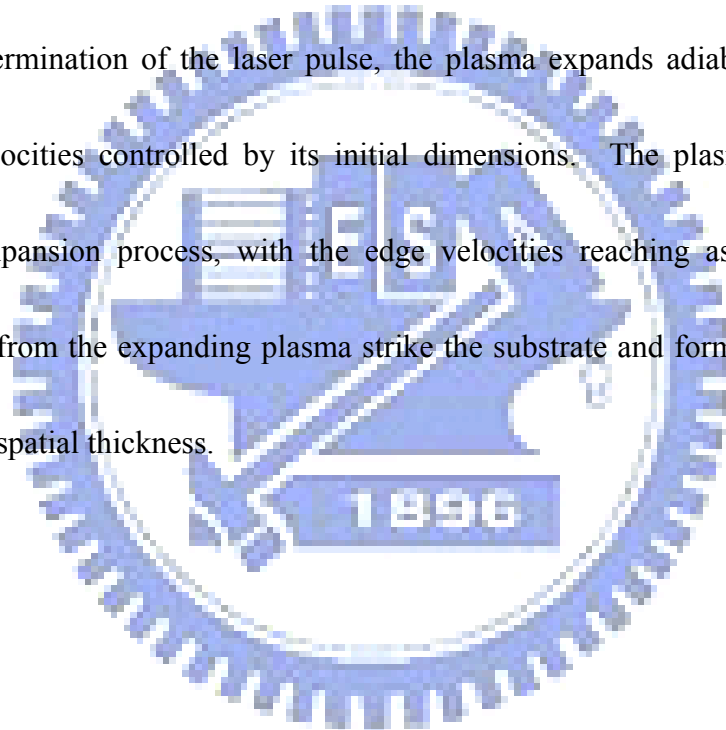 ermination of the laser pulse, the plasma expands adiab
ocities controlled by its initial dimensions. The plas
E S
pansion process, with the edge velocities reaching as
from the expanding plasma strike the substrate and form
spatial thickness.
1896